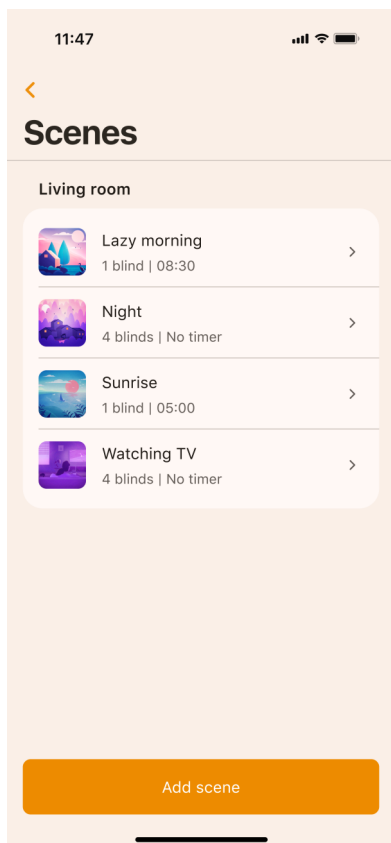 11:47
Scenes
Living room
Lazy morning
1 blind | 08:30
Night
4 blinds | No timer
Sunrise
1 blind | 05:00
Watching TV
4 blinds | No timer
Add scene